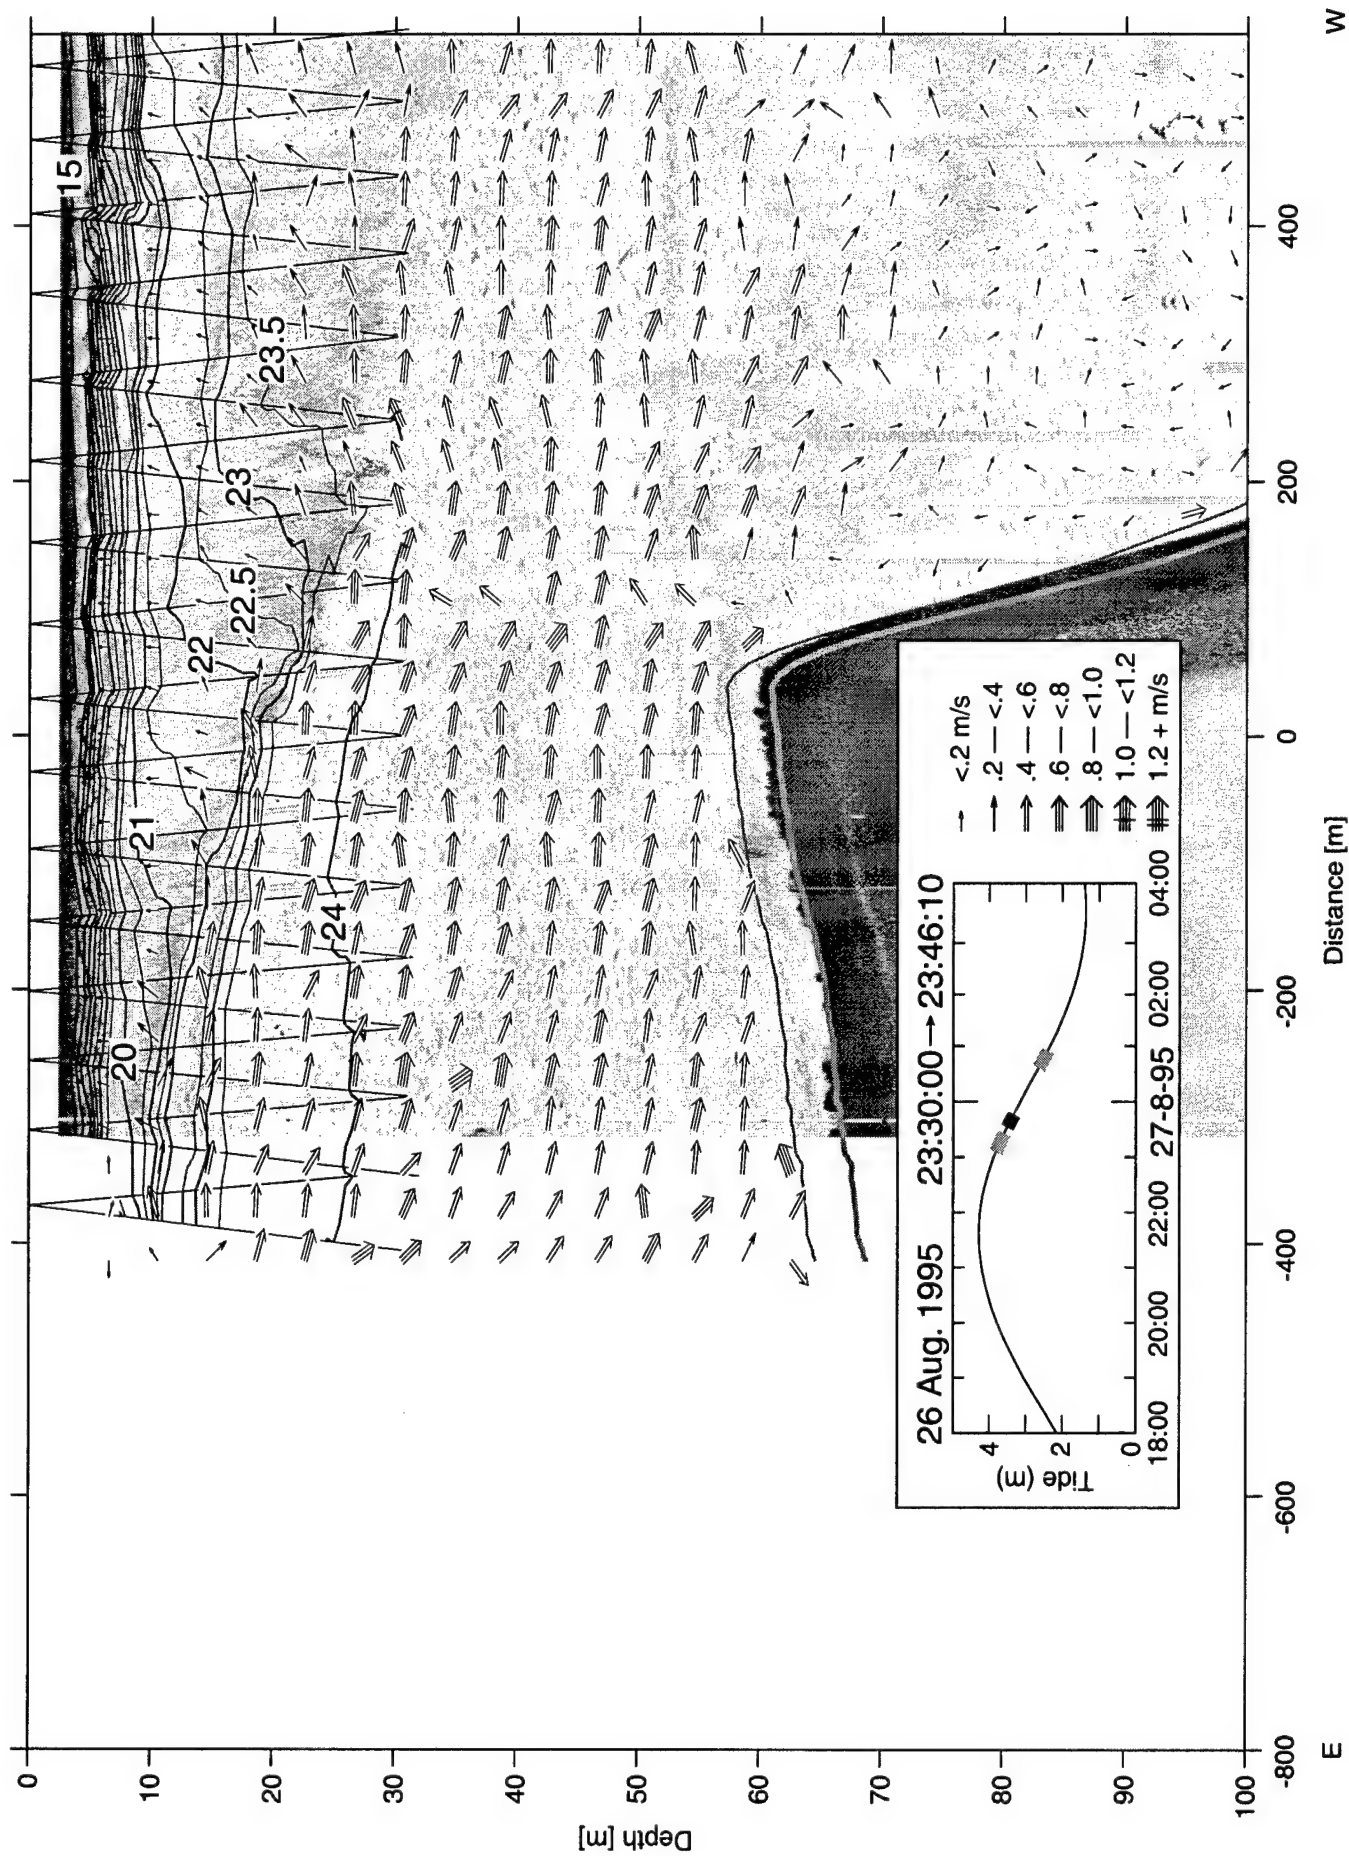 0
10
20
30
40
50
60
70
80
90
100
Depth [m]
15
20
21
22
22.5
23
23.5
24
26 Aug. 1995 23:30:00 → 23:46:10
Tide (m)
4
2
0
18:00 20:00 22:00 27-8-95 02:00 04:00
<.2 m/s
.2 — <.4
.4 — <.6
.6 — <.8
.8 — <1.0
1.0 — <1.2
1.2 + m/s
-800 -600 -400 -200 0 200 400
E Distance [m] W